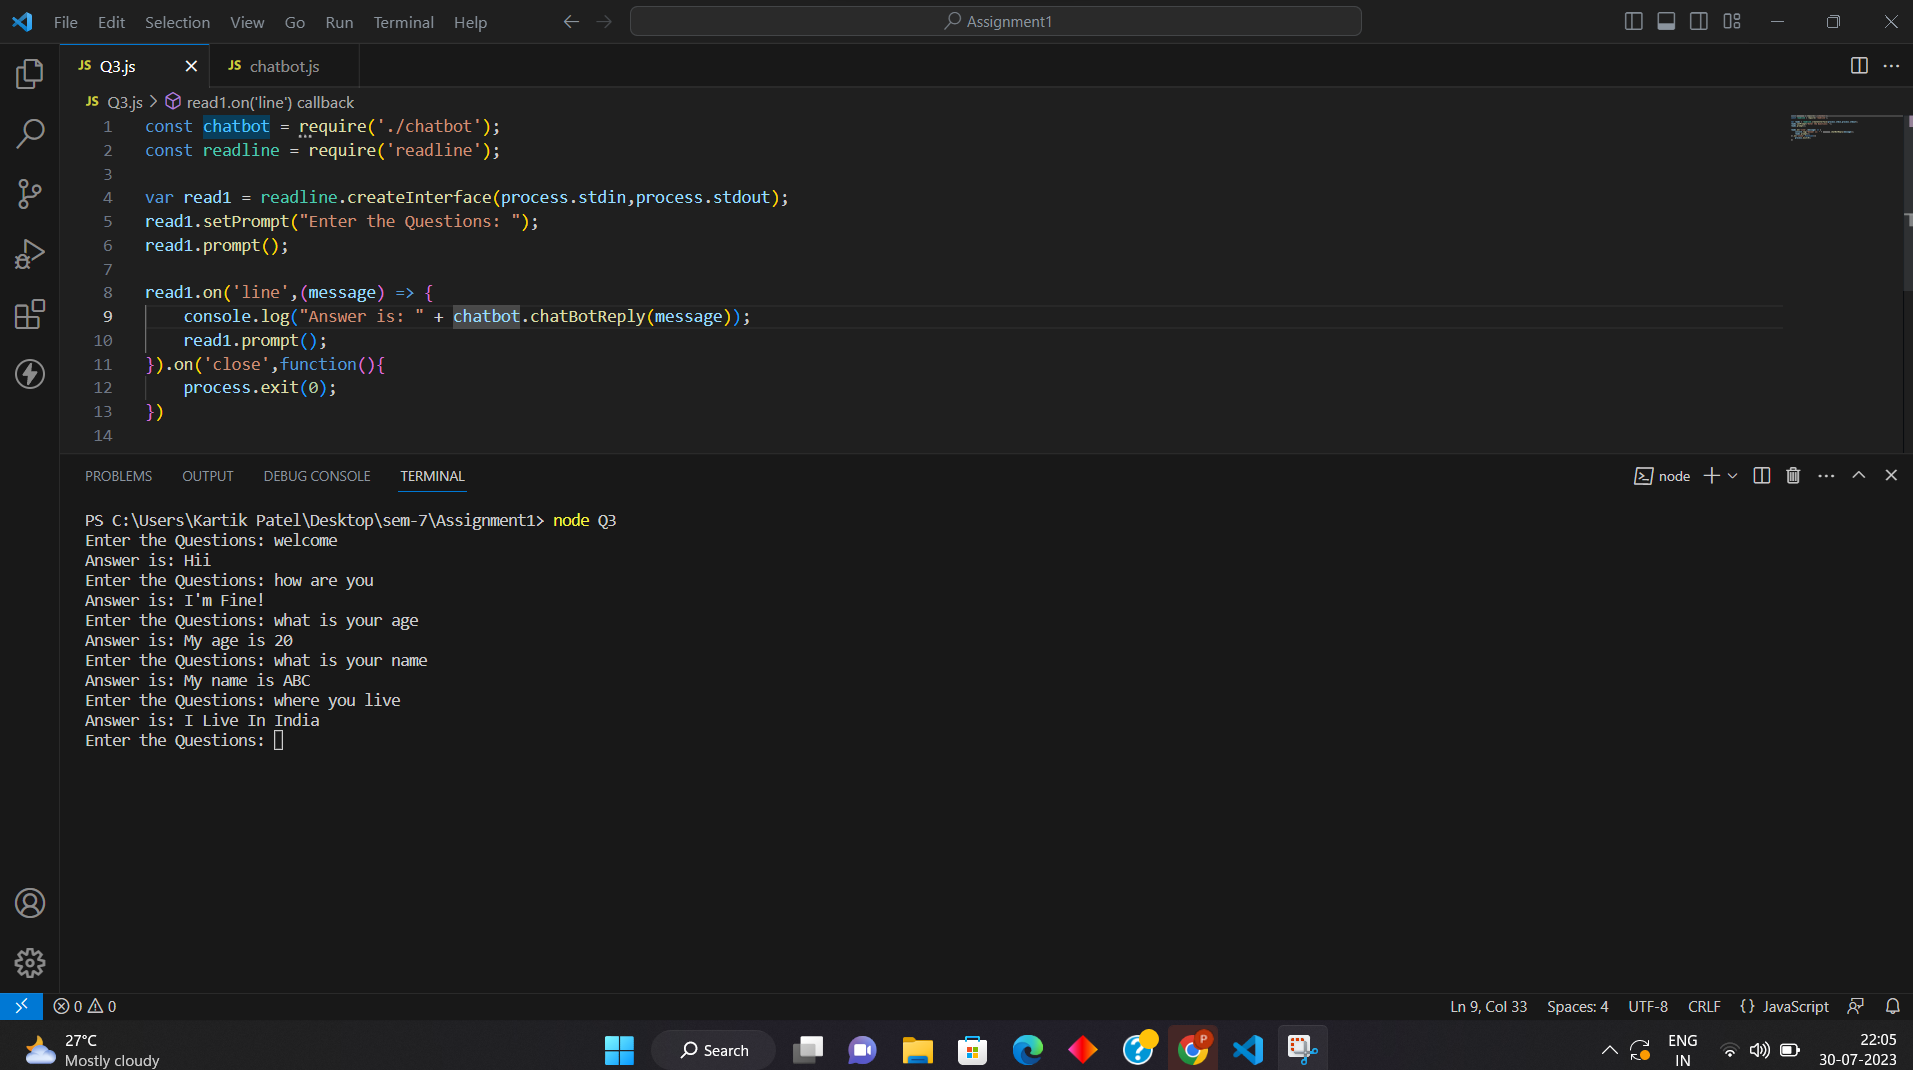 File Edit Selection View Go Run Terminal Help
Assignment1
JS Q3.js
JS chatbot.js
JS Q3.js > read1.on('line') callback
1 const chatbot = require('./chatbot');
2 const readline = require('readline');
3
4 var read1 = readline.createInterface(process.stdin,process.stdout);
5 read1.setPrompt("Enter the Questions: ");
6 read1.prompt();
7
8 read1.on('line',(message) => {
9 console.log("Answer is: " + chatbot.chatBotReply(message));
10 read1.prompt();
11 }).on('close',function(){
12 process.exit(0);
13 })
14
PROBLEMS OUTPUT DEBUG CONSOLE TERMINAL
node
PS C:\Users\Kartik Patel\Desktop\sem-7\Assignment1> node Q3
Enter the Questions: welcome
Answer is: Hii
Enter the Questions: how are you
Answer is: I'm Fine!
Enter the Questions: what is your age
Answer is: My age is 20
Enter the Questions: what is your name
Answer is: My name is ABC
Enter the Questions: where you live
Answer is: I Live In India
Enter the Questions:
0 0
Ln 9, Col 33 Spaces: 4 UTF-8 CRLF {} JavaScript
27°C
Mostly cloudy
Search
P
ENG
IN
22:05
30-07-2023